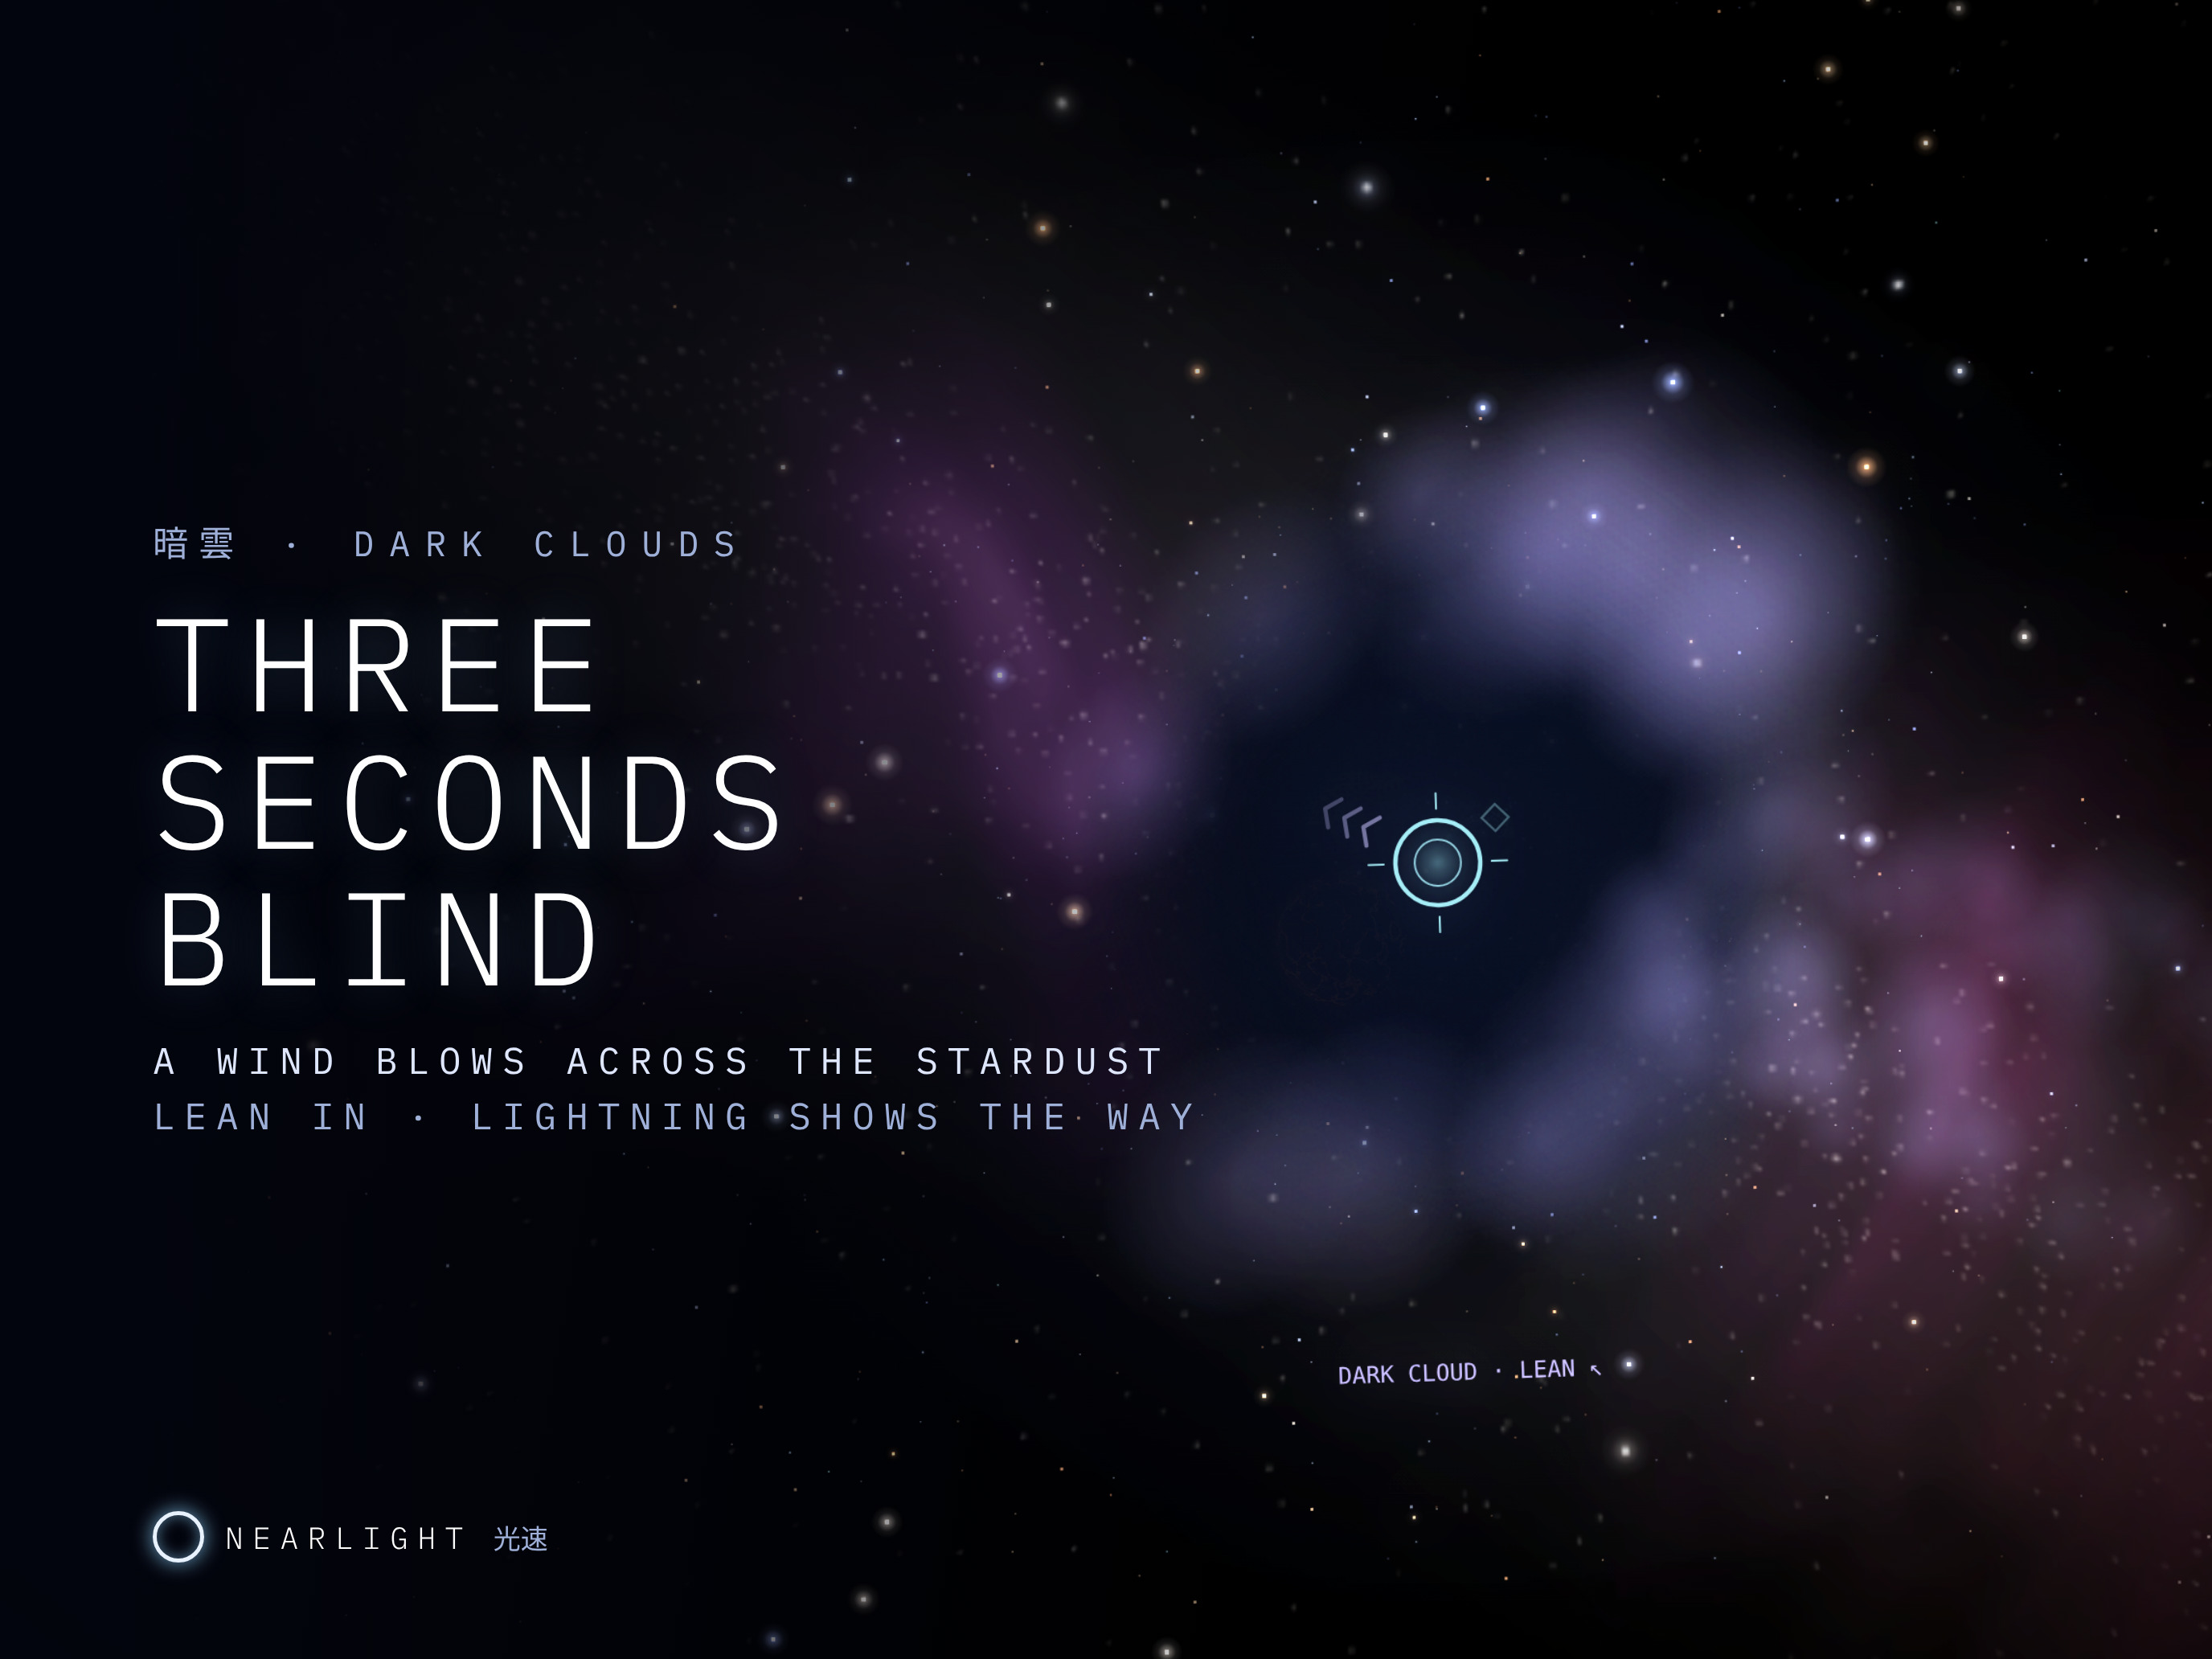 暗雲 · DARK CLOUDS
THREE
SECONDS
BLIND
A WIND BLOWS ACROSS THE STARDUST
LEAN IN · LIGHTNING SHOWS THE WAY
DARK CLOUD · LEAN ↖
NEARLIGHT 光速